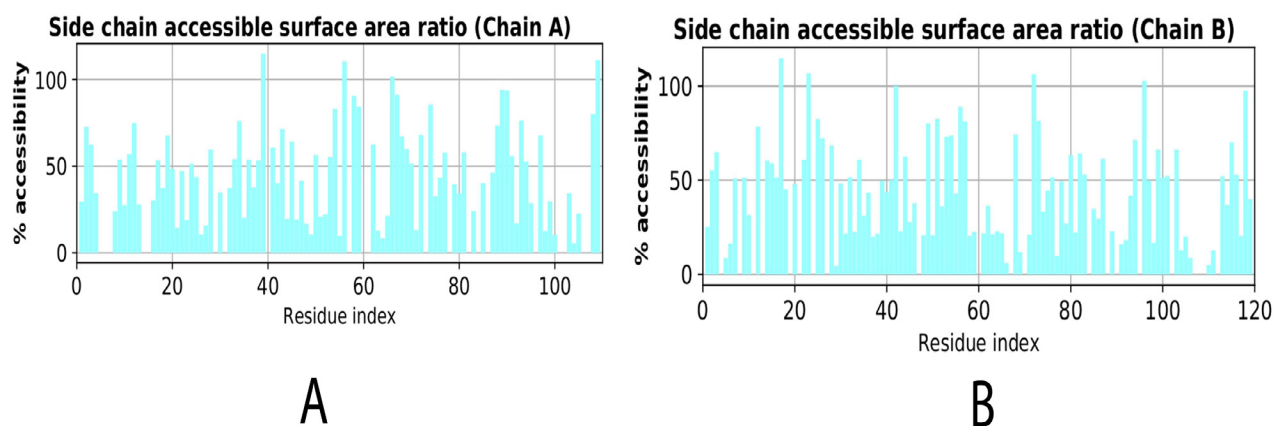 Side chain accessible surface area ratio (Chain A)
% accessibility
100
50
0
0 20 40 60 80 100
Residue index
A
Side chain accessible surface area ratio (Chain B)
% accessibility
100
50
0
0 20 40 60 80 100 120
Residue index
B